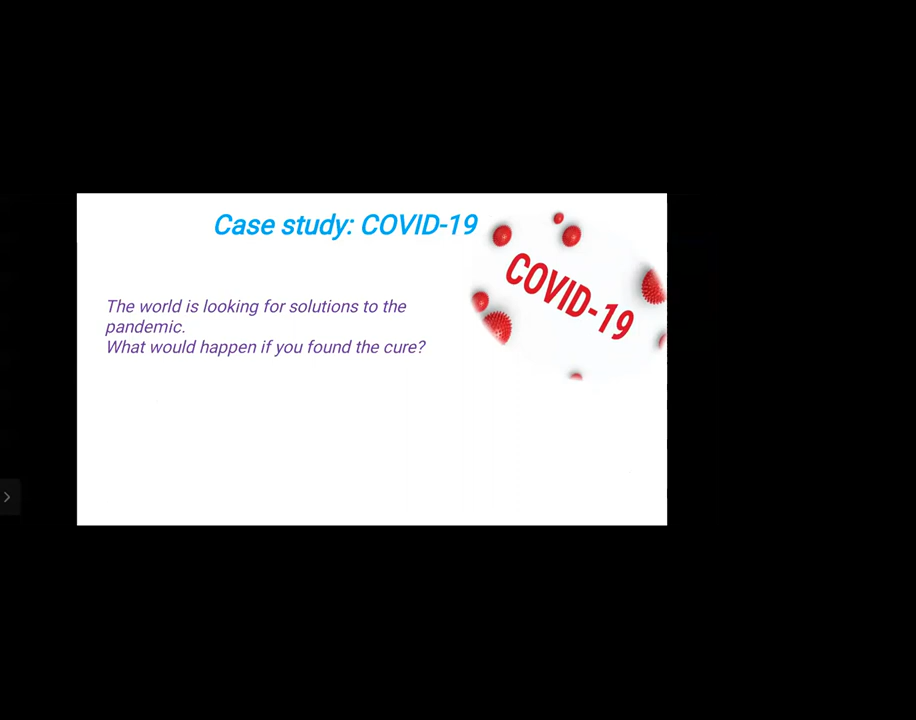 Case study: COVID-19
COVID-19
The world is looking for solutions to the
pandemic.
What would happen if you found the cure?